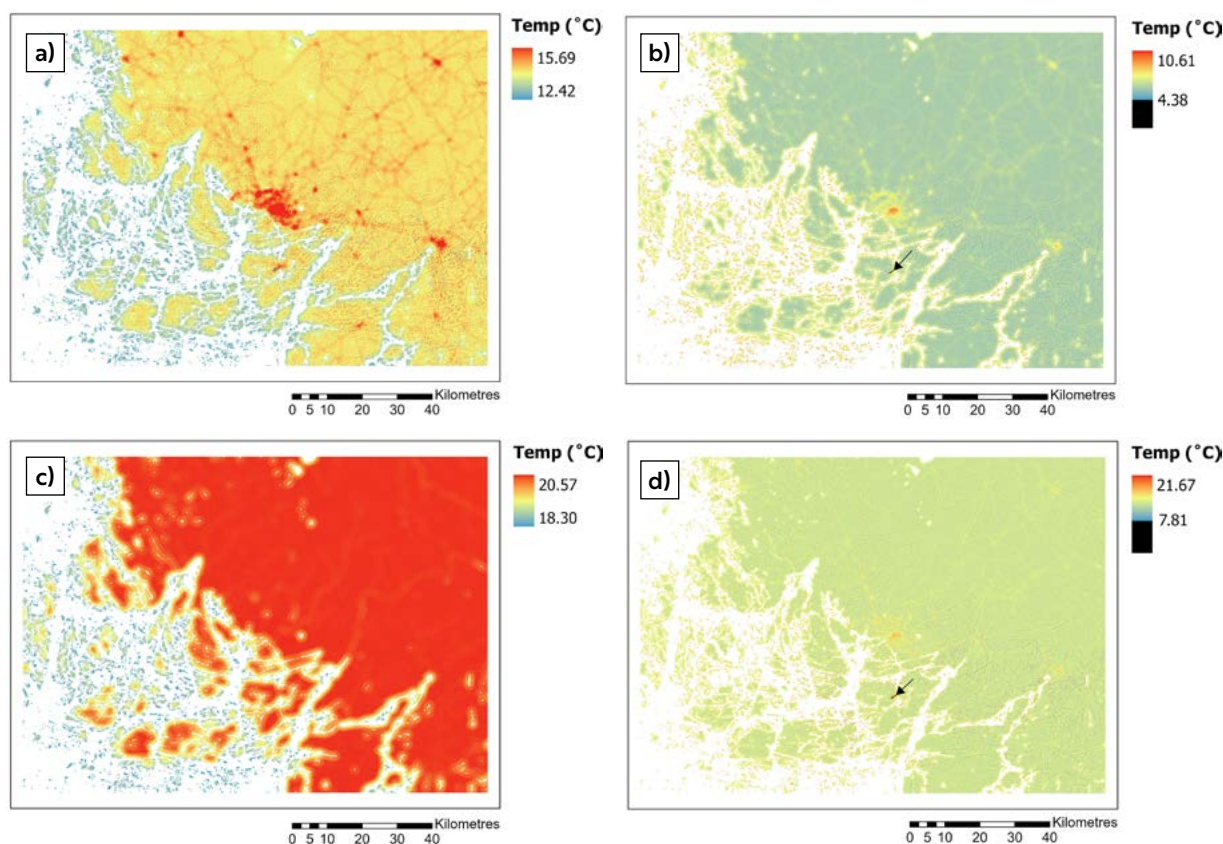 a)
Temp (˚C)
15.69
12.42
Kilometres
0 5 10 20 30 40
b)
Temp (˚C)
10.61
4.38
Kilometres
0 5 10 20 30 40
c)
Temp (˚C)
20.57
18.30
Kilometres
0 5 10 20 30 40
d)
Temp (˚C)
21.67
7.81
Kilometres
0 5 10 20 30 40